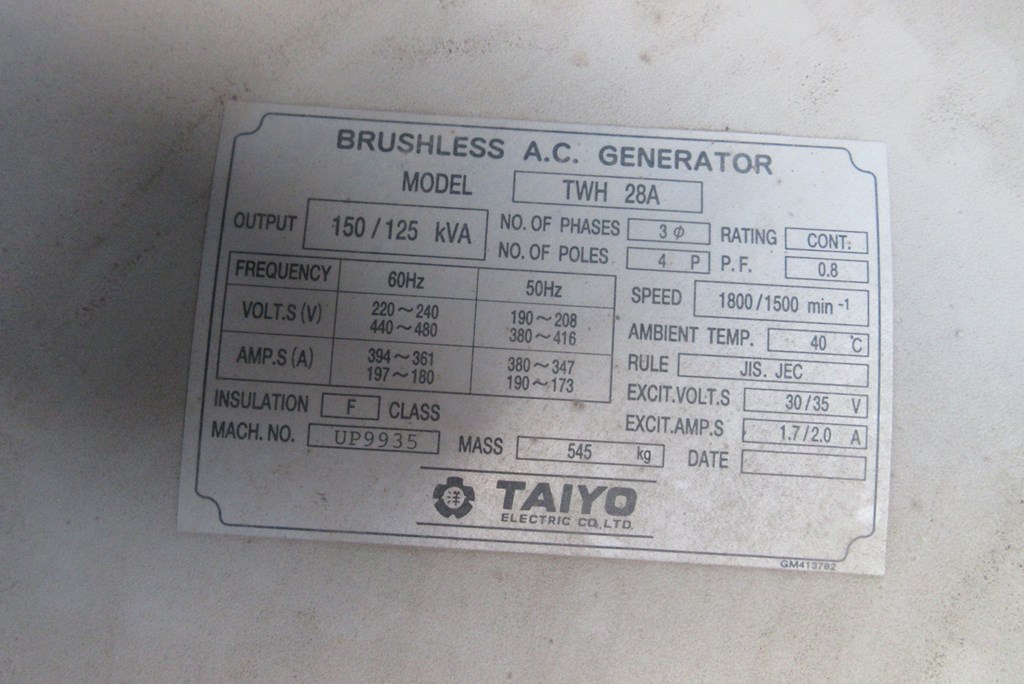 BRUSHLESS A.C. GENERATOR
MODEL TWH 28A
OUTPUT 150/125 kVA
NO. OF PHASES 3φ RATING CONT.
NO. OF POLES 4 P P.F. 0.8
FREQUENCY 60Hz 50Hz
SPEED 1800/1500 min⁻¹
VOLT.S (V) 220~240 190~208
440~480 380~416
AMBIENT TEMP. 40 ℃
AMP.S (A) 394~361 380~347
197~180 190~173
RULE JIS. JEC
EXCIT.VOLT.S 30/35 V
INSULATION F CLASS
EXCIT.AMP.S 1.7/2.0 A
MACH. NO. UP9935 MASS 545 kg DATE
洋 TAIYO
ELECTRIC CO.,LTD.
GM413782